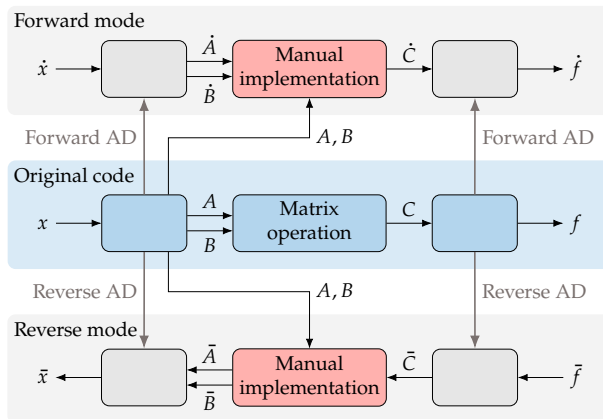 Forward mode
ẋ
Ȧ
Ḃ
Manual
implementation
Ċ
ḟ
Forward AD
A, B
Forward AD
Original code
x
A
B
Matrix
operation
C
f
Reverse AD
A, B
Reverse AD
Reverse mode
x̄
Ā
B̄
Manual
implementation
C̄
f̄